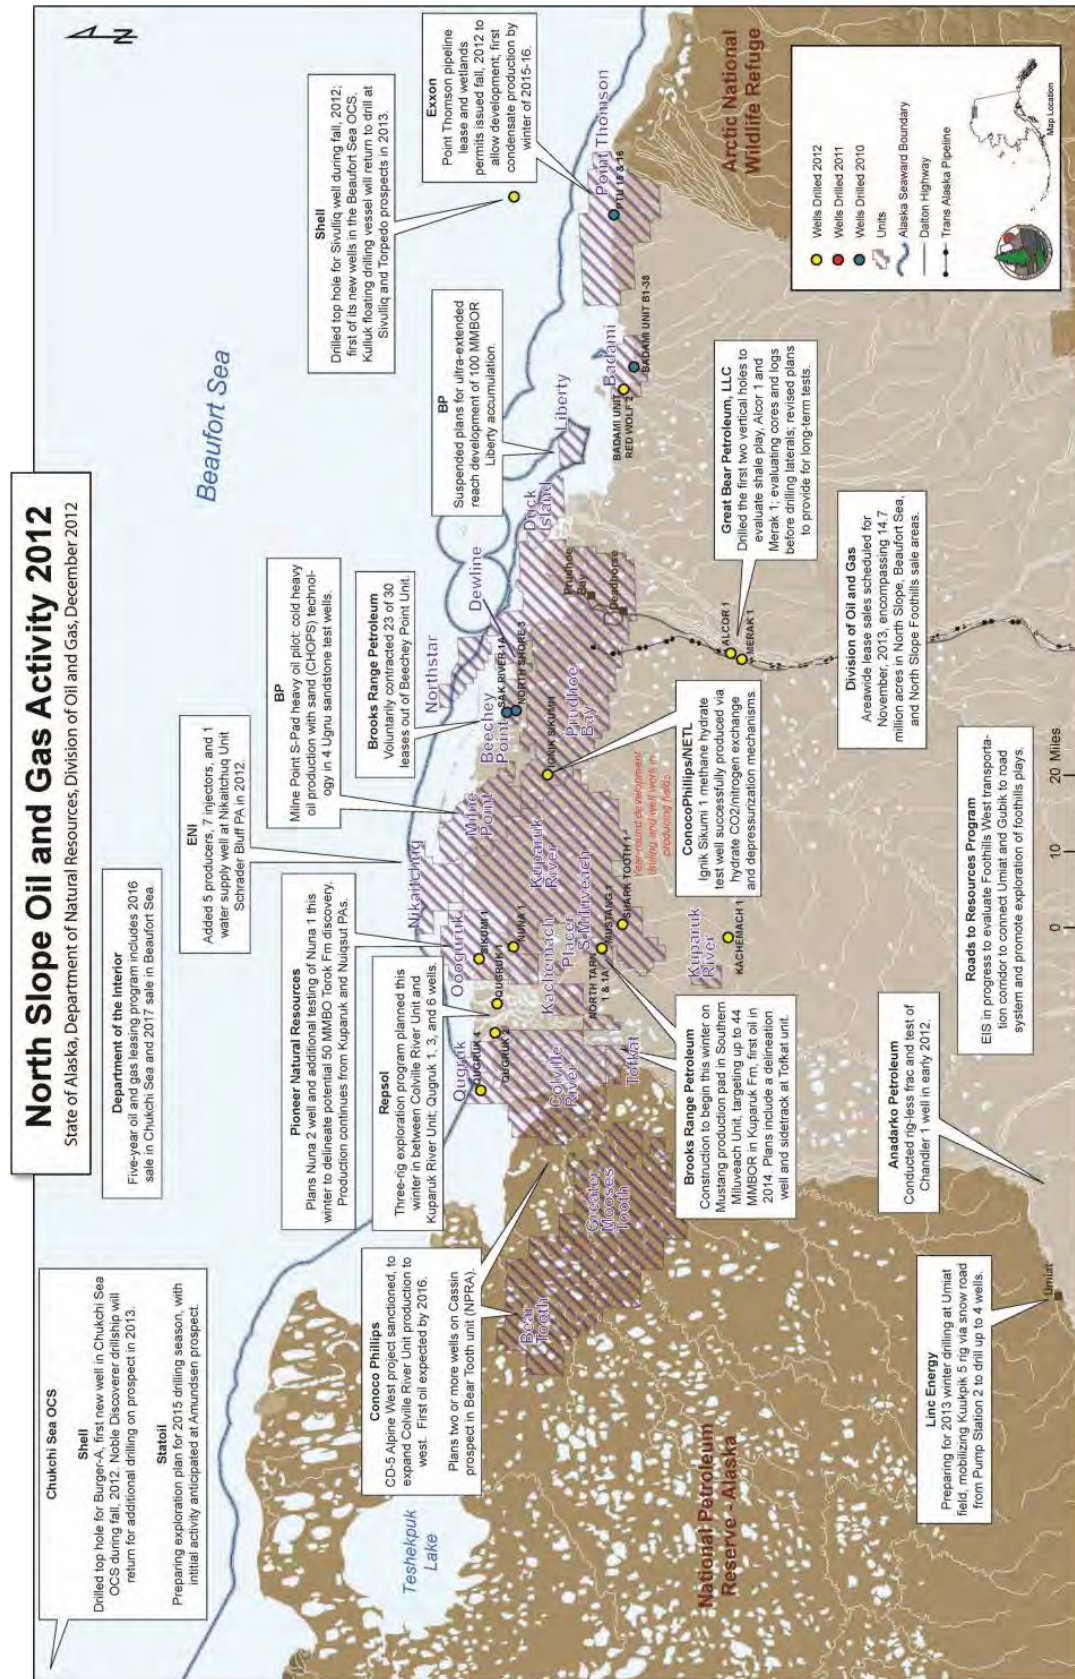 North Slope Oil and Gas Activity 2012
State of Alaska, Department of Natural Resources, Division of Oil and Gas, December 2012
N
Chukchi Sea OCS
Shell
Drilled top hole for Burger-A, first new well in Chukchi Sea
OCS during fall, 2012. Noble Discoverer drillship will
return for additional drilling on prospect in 2013.
Statoil
Preparing exploration plan for 2015 drilling season, with
intitial activity anticipated at Amundsen prospect
Department of the Interior
Five-year oil and gas leasing program includes 2016
sale in Chukchi Sea and 2017 sale in Beaufort Sea
ENI
Added 5 producers, 7 injectors, and 1
water supply well at Nikaitchuq Unit
Schrader Bluff PA in 2012.
Beaufort Sea
Shell
Drilled top hole for Sivulliq well during fall, 2012;
first of its new wells in the Beaufort Sea OCS.
Kulluk floating drilling vessel will return to drill at
Sivulliq and Torpedo prospects in 2013.
Pioneer Natural Resources
Plans Nuna 2 well and additional testing of Nuna 1 this
winter to delineate potential 50 MMBO Torok Fm discovery.
Production continues from Kuparuk and Nuiqsut PAs.
BP
Milne Point S-Pad heavy oil pilot: cold heavy
oil production with sand (CHOPS) technol-
ogy in 4 Ugnu sandstone test wells.
Brooks Range Petroleum
Voluntarily contracted 23 of 30
leases out of Beechey Point Unit.
BP
Suspended plans for ultra-extended
reach development of 100 MMBOR
Liberty accumulation.
Exxon
Point Thomson pipeline
lease and wetlands
permits issued fall, 2012 to
allow development; first
condensate production by
winter of 2015-16.
Conoco Phillips
CD-5 Alpine West project sanctioned, to
expand Colville River Unit production to
west. First oil expected by 2016.
Plans two or more wells on Cassin
prospect in Bear Tooth unit (NPRA).
Repsol
Three-rig exploration program planned this
winter in between Colville River Unit and
Kuparuk River Unit; Qugruk 1, 3, and 6 wells.
Teshekpuk
Lake
Nikaitchuq
Northstar
Dewline
Duck
Island
Liberty
Point Thomson
PTU 15 & 16
Oooguruk
SIKUMI 1
NUNA 1
Milne
Point
Beechey
Point
SAK RIVER 1A
NORTH SHORE 3
Qugruk
QUGRUK 4
QUGRUK 2
QUGRUK 1
Badami
BADAMI UNIT
RED WOLF 2
BADAMI UNIT B1-38
Bear
Tooth
Greater
Mooses
Tooth
Colville
River
Kachemach
Placer
S.Miluveach
Kuparuk
River
IGNIK SIKUMI
Prudhoe
Bay
Prudhoe
Bay
Deadhorse
Tofkat
NORTH TARN
1 & 1A
MUSTANG 1
SHARK TOOTH 1
Year-round development
drilling and well work in
producing fields
Arctic National
Wildlife Refuge
National Petroleum
Reserve - Alaska
Brooks Range Petroleum
Construction to begin this winter on
Mustang production pad in Southern
Miluveach Unit, targeting up to 44
MMBOR in Kuparuk Fm, first oil in
2014. Plans include a delineation
well and sidetrack at Tofkat unit.
Kuparuk
River
KACHEMACH 1
ConocoPhillips/NETL
Ignik Sikumi 1 methane hydrate
test well successfully produced via
hydrate CO2/nitrogen exchange
and depressurization mechanisms
ALCOR 1
MERAK 1
Great Bear Petroleum, LLC
Drilled the first two vertical holes to
evaluate shale play, Alcor 1 and
Merak 1; evaluating cores and logs
before drilling laterals; revised plans
to provide for long-term tests.
Anadarko Petroleum
Conducted rig-less frac and test of
Chandler 1 well in early 2012.
Division of Oil and Gas
Areawide lease sales scheduled for
November, 2013, encompassing 14.7
million acres in North Slope, Beaufort Sea,
and North Slope Foothills sale areas.
Linc Energy
Preparing for 2013 winter drilling at Umiat
field, mobilizing Kuukpik 5 rig via snow road
from Pump Station 2 to drill up to 4 wells.
Umiat
Roads to Resources Program
EIS in progress to evaluate Foothills West transporta-
tion corridor to connect Umiat and Gubik to road
system and promote exploration of foothills plays.
0 10 20 Miles
Wells Drilled 2012
Wells Drilled 2011
Wells Drilled 2010
Units
Alaska Seaward Boundary
Dalton Highway
Trans Alaska Pipeline
Map Location